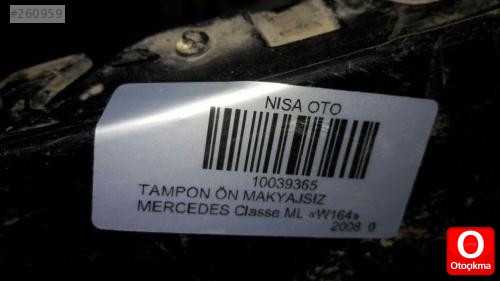 #260959
NISA OTO
10039365
TAMPON ÖN MAKYAJSIZ
MERCEDES Classe ML «W164»
2008 0
O
Otoçıkma